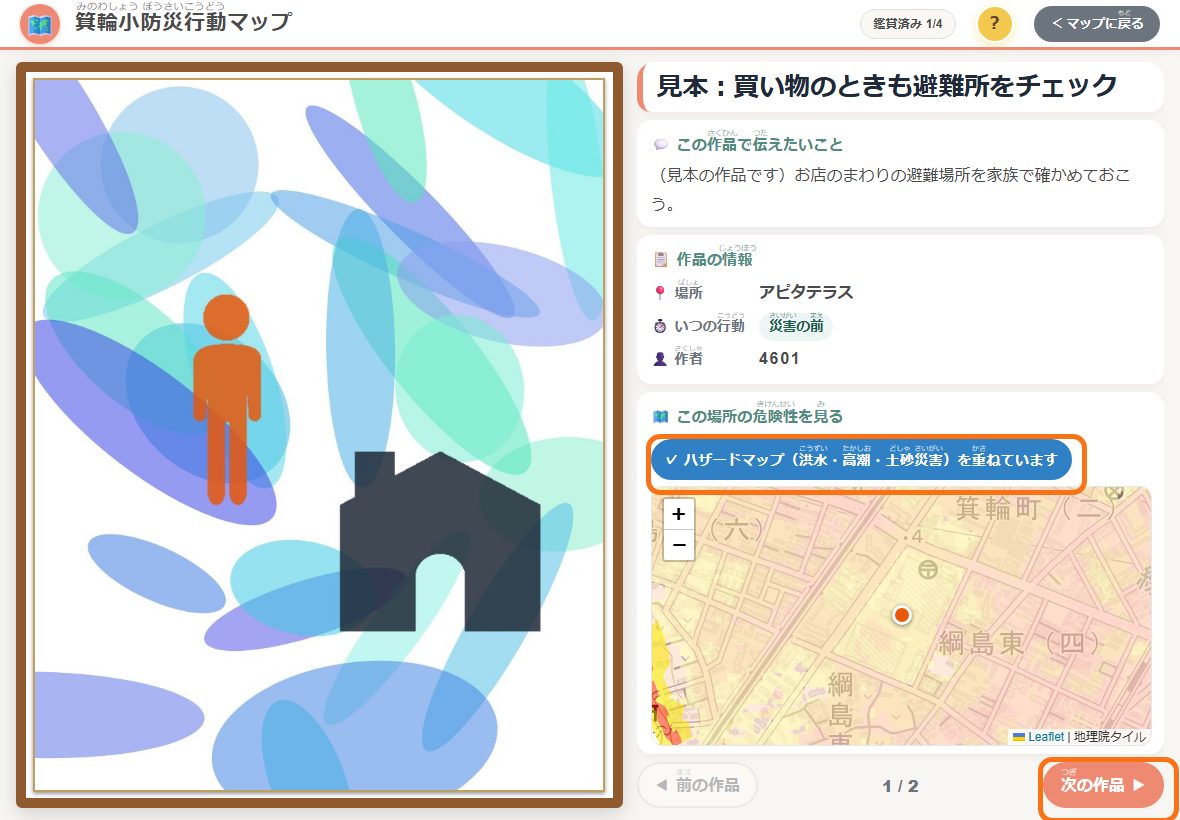 みのわしょう ぼうさいこうどう
箕輪小防災行動マップ
鑑賞済み 1/4
?
もど
< マップに戻る
見本：買い物のときも避難所をチェック
さくひん つた
この作品で伝えたいこと
（見本の作品です）お店のまわりの避難場所を家族で確かめておこ
う。
じょうほう
作品の情報
ばしょ
場所 アピタテラス
こうどう さいがい まえ
いつの行動 災害の前
さくしゃ
作者 4601
きけんせい み
この場所の危険性を見る
こうずい たかしお どしゃ さいがい かさ
✓ ハザードマップ（洪水・高潮・土砂災害）を重ねています
+
−
箕輪町（二）
（六）
.4
綱島東（四）
綱島東
Leaflet | 地理院タイル
まえ
◀ 前の作品
1 / 2
つぎ
次の作品 ▶